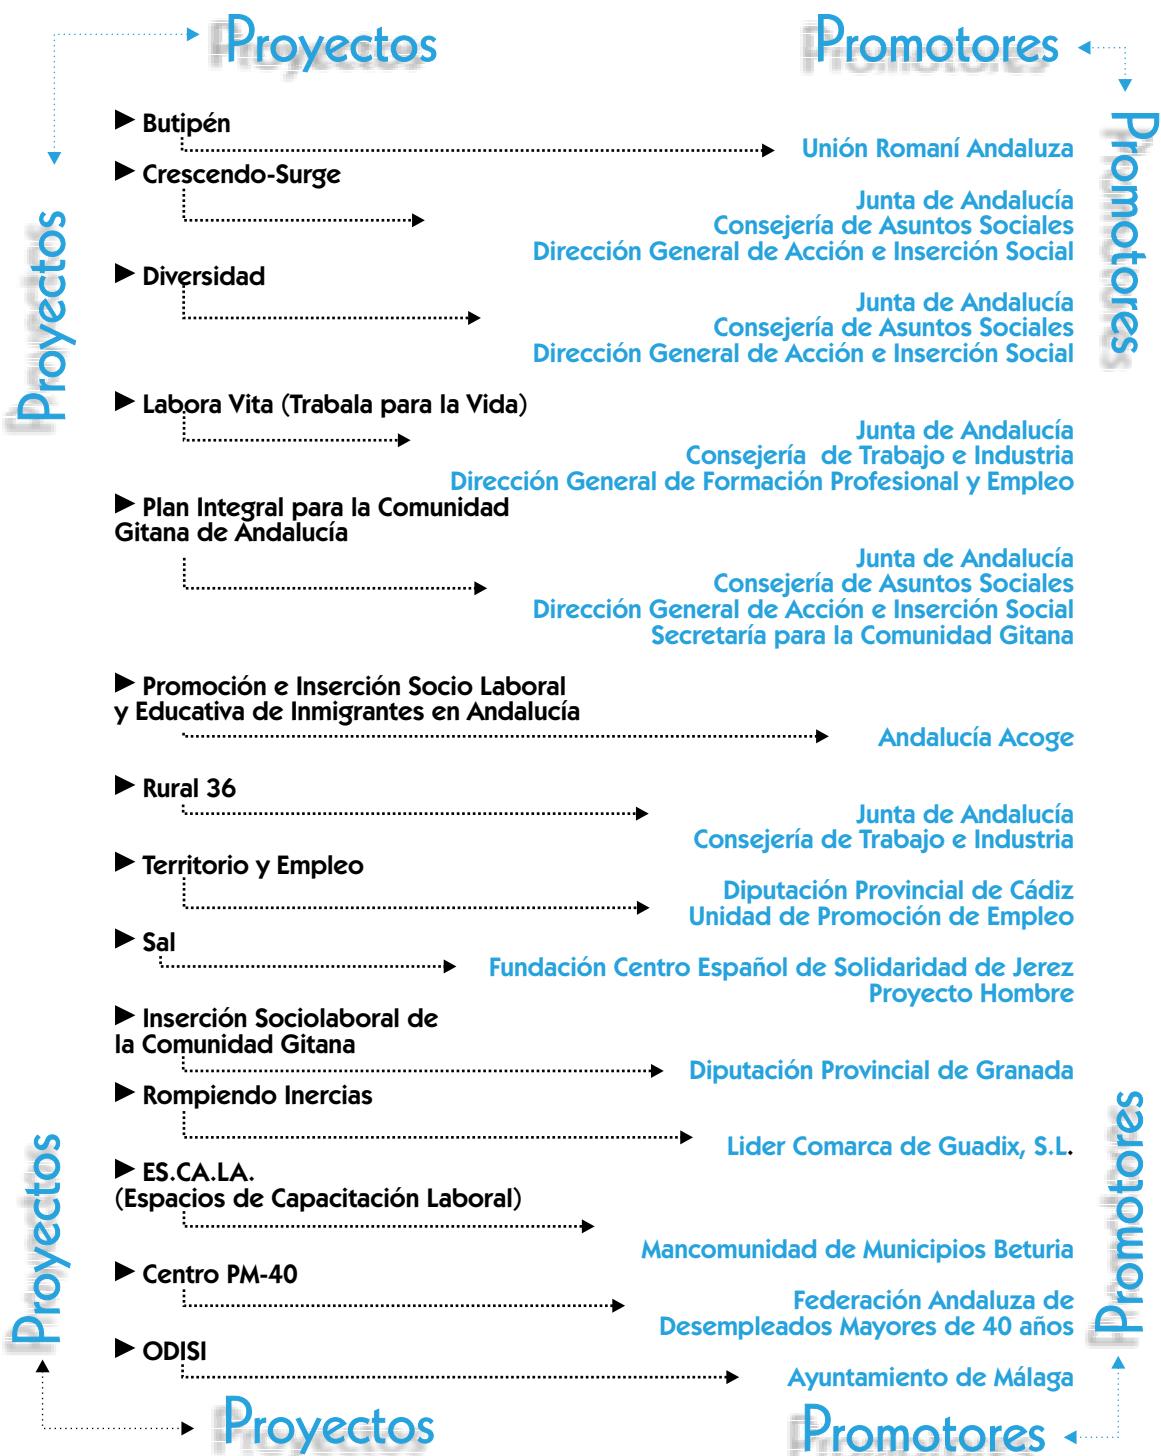 Proyectos
Promotores
Proyectos
Promotores
► Butipén
Unión Romaní Andaluza
► Crescendo-Surge
Junta de Andalucía
Consejería de Asuntos Sociales
Dirección General de Acción e Inserción Social
► Diversidad
Junta de Andalucía
Consejería de Asuntos Sociales
Dirección General de Acción e Inserción Social
► Labora Vita (Trabala para la Vida)
Junta de Andalucía
Consejería  de Trabajo e Industria
Dirección General de Formación Profesional y Empleo
► Plan Integral para la Comunidad
Gitana de Andalucía
Junta de Andalucía
Consejería de Asuntos Sociales
Dirección General de Acción e Inserción Social
Secretaría para la Comunidad Gitana
► Promoción e Inserción Socio Laboral
y Educativa de Inmigrantes en Andalucía
Andalucía Acoge
► Rural 36
Junta de Andalucía
Consejería de Trabajo e Industria
► Territorio y Empleo
Diputación Provincial de Cádiz
Unidad de Promoción de Empleo
► Sal
Fundación Centro Español de Solidaridad de Jerez
Proyecto Hombre
► Inserción Sociolaboral de
la Comunidad Gitana
Diputación Provincial de Granada
► Rompiendo Inercias
Lider Comarca de Guadix, S.L.
► ES.CA.LA.
(Espacios de Capacitación Laboral)
Mancomunidad de Municipios Beturia
► Centro PM-40
Federación Andaluza de
Desempleados Mayores de 40 años
► ODISI
Ayuntamiento de Málaga
Proyectos
Promotores
Proyectos
Promotores